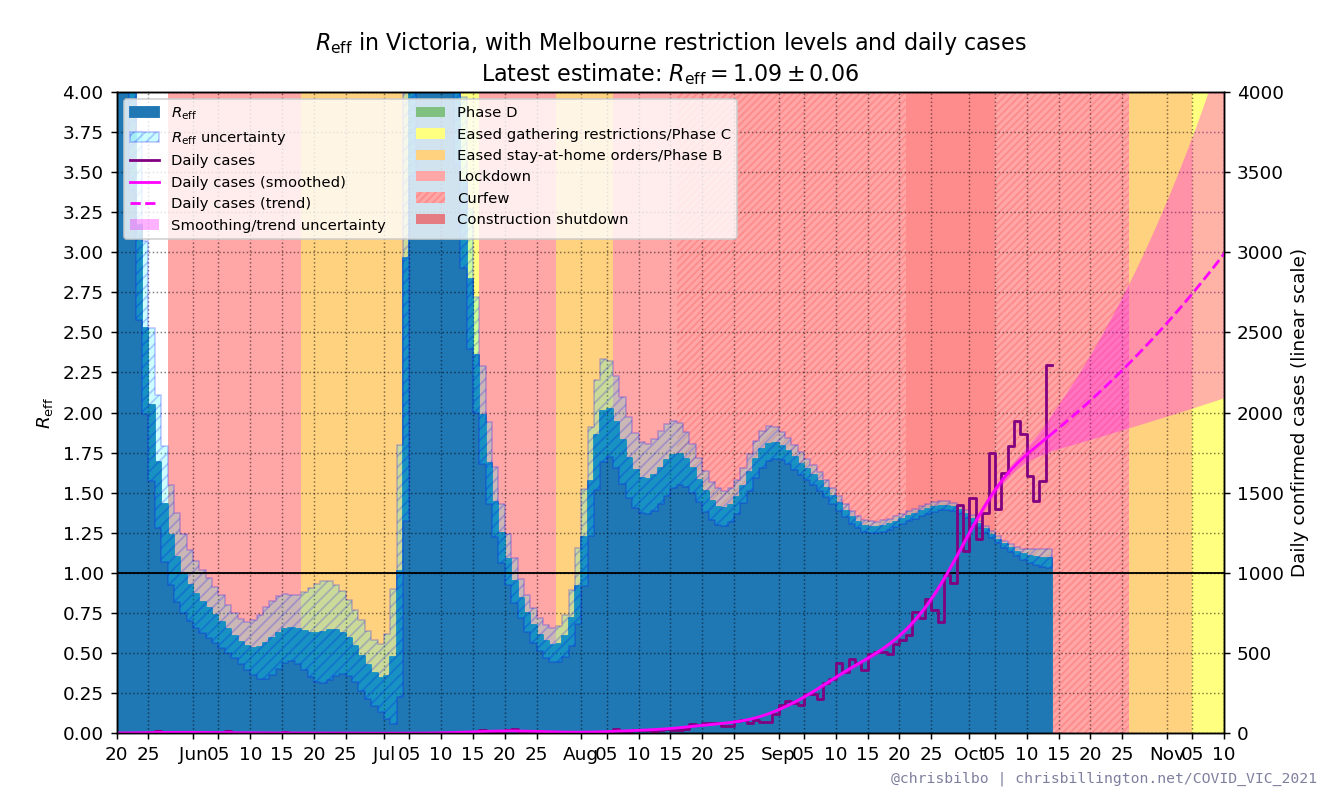 R_eff in Victoria, with Melbourne restriction levels and daily cases
Latest estimate: R_eff = 1.09 ± 0.06
R_eff
R_eff uncertainty
Daily cases
Daily cases (smoothed)
Daily cases (trend)
Smoothing/trend uncertainty
Phase D
Eased gathering restrictions/Phase C
Eased stay-at-home orders/Phase B
Lockdown
Curfew
Construction shutdown
R_eff
4.00
3.75
3.50
3.25
3.00
2.75
2.50
2.25
2.00
1.75
1.50
1.25
1.00
0.75
0.50
0.25
0.00
4000
3500
3000
2500
2000
1500
1000
500
0
Daily confirmed cases (linear scale)
20 25 Jun 05 10 15 20 25 Jul 05 10 15 20 25 Aug 05 10 15 20 25 Sep 05 10 15 20 25 Oct 05 10 15 20 25 Nov 05 10
@chrisbilbo | chrisbillington.net/COVID_VIC_2021